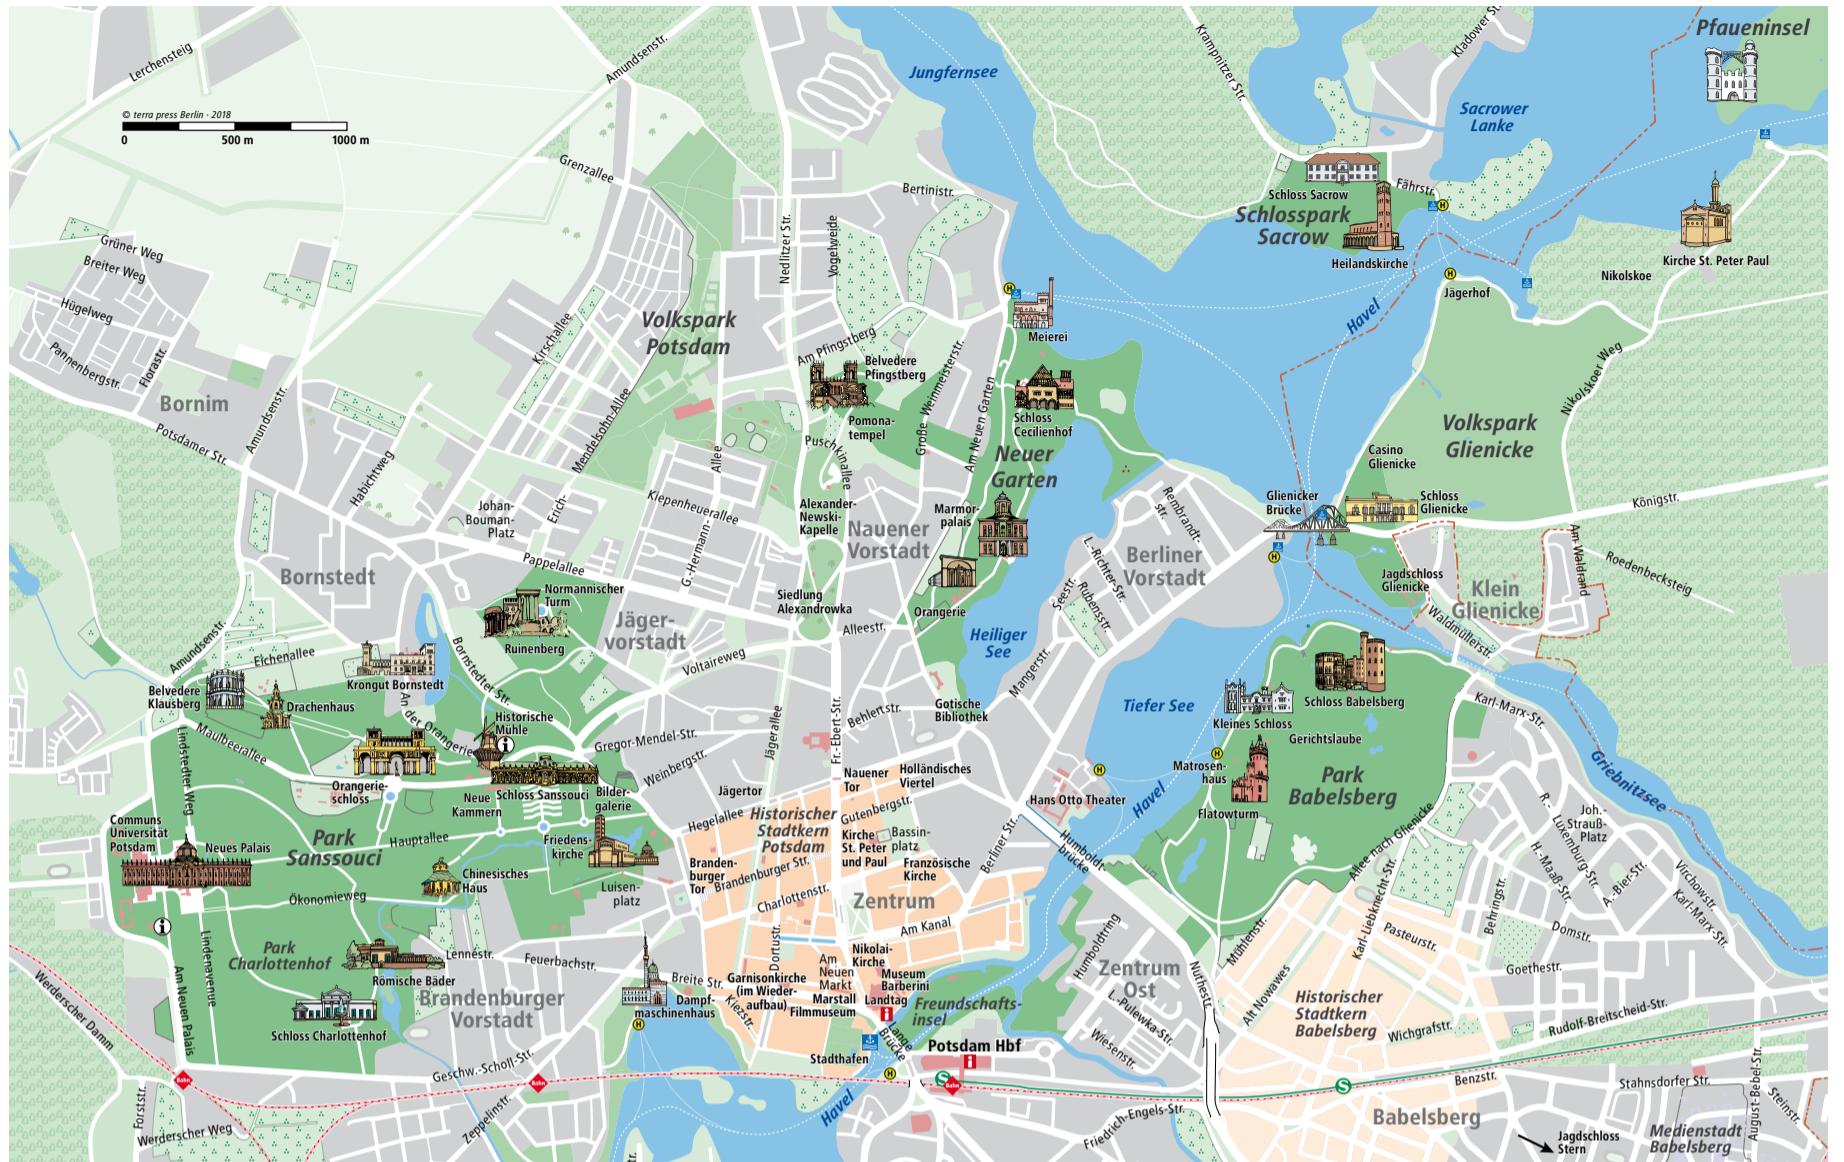 Lerchensteig
Amundsenstr.
© terra press Berlin · 2018
0
500 m
1000 m
Grenzallee
Grüner Weg
Breiter Weg
Hügelweg
Pannenbergstr.
Florastr.
Bornim
Potsdamer Str.
Amundsenstr.
Kirschallee
Habichtweg
Mendelsohn-Allee
Erich-
Johan-
Bouman-
Platz
Volkspark
Potsdam
Nedlitzer Str.
Vogelweide
Bertinistr.
Jungfernsee
Am Pfingstberg
Belvedere
Pfingstberg
Pomona-
tempel
Große Weinmeisterstr.
Am Neuen Garten
Puschkinallee
Allee
Kiepenheuerallee
G.-Hermann-
Alexander-
Newski-
Kapelle
Nauener
Vorstadt
Marmor-
palais
Meierei
Schloss
Cecilienhof
Neuer
Garten
Krampnitzer Str.
Kladower Str.
Sacrower
Lanke
Pfaueninsel
Schloss Sacrow
Fährstr.
Schlosspark
Sacrow
Heilandskirche
Jägerhof
Nikolskoe
Kirche St. Peter Paul
Havel
Nikolskoer Weg
Volkspark
Glienicke
Casino
Glienicke
Schloss
Glienicke
Glienicker
Brücke
Königstr.
Am Waldrand
Roedenbecksteig
Jagdschloss
Glienicke
Klein
Glienicke
Waldmüllerstr.
Rembrandt-
str.
L.-Richter-Str.
Berliner
Vorstadt
Seestr.
Rubensstr.
Bornstedt
Pappelallee
Normannischer
Turm
Ruinenberg
Jäger-
vorstadt
Siedlung
Alexandrowka
Alleestr.
Orangerie
Heiliger
See
Voltaireweg
Amundsenstr.
Eichenallee
Krongut Bornstedt
Bornstedter Str.
An der Orangerie
Belvedere
Klausberg
Drachenhaus
Maulbeerallee
Lindstedter Weg
Historische
Mühle
Gregor-Mendel-Str.
Weinbergstr.
Jägerallee
Fr.-Ebert-Str.
Behlertstr.
Gotische
Bibliothek
Mangerstr.
Tiefer See
Kleines Schloss
Schloss Babelsberg
Gerichtslaube
Matrosen-
haus
Park
Babelsberg
Flatowturm
Karl-Marx-Str.
Griebnitzsee
Orangerie-
schloss
Neue
Kammern
Schloss Sanssouci
Bilder-
galerie
Jägertor
Nauener
Tor
Holländisches
Viertel
Hans Otto Theater
Havel
Communs
Universität
Potsdam
Neues Palais
Park
Sanssouci
Hauptallee
Friedens-
kirche
Chinesisches
Haus
Luisen-
platz
Ökonomieweg
Hegelallee
Historischer
Stadtkern
Potsdam
Gutenbergstr.
Kirche
St. Peter
und Paul
Bassin-
platz
Branden-
burger
Tor
Brandenburger Str.
Französische
Kirche
Berliner Str.
Humboldt-
brücke
Charlottenstr.
Zentrum
Am Kanal
Allee nach Glienicke
Joh.-
Strauß-
Platz
R.-Luxemburg-Str.
H.-Maaß-Str.
A.-Bier-Str.
Virchowstr.
Karl-Marx-Str.
Behringstr.
Domstr.
Goethestr.
Karl-Liebknecht-Str.
Pasteurstr.
Mühlenstr.
Alt Nowawes
Historischer
Stadtkern
Babelsberg
Wichgrafstr.
Rudolf-Breitscheid-Str.
Park
Charlottenhof
Lindenavenue
Am Neuen Palais
Lennéstr.
Feuerbachstr.
Römische Bäder
Schloss Charlottenhof
Brandenburger
Vorstadt
Breite Str.
Dampf-
maschinenhaus
Kiezstr.
Dortustr.
Garnisonkirche
(im Wieder-
aufbau)
Am
Neuen
Markt
Nikolai-
Kirche
Museum
Barberini
Marstall
Landtag
Filmmuseum
Freundschafts-
insel
Lange
Brücke
Stadthafen
Potsdam Hbf
Humboldtring
Zentrum
Ost
L.-Pulewka-Str.
Wiesenstr.
Nuthestr.
Werderscher Damm
Geschw.-Scholl-Str.
Forststr.
Werderscher Weg
Zeppelinstr.
Bahn
Bahn
Bahn
S
S
Havel
Friedrich-Engels-Str.
Benzstr.
Babelsberg
Stahnsdorfer Str.
August-Bebel-Str.
Steinstr.
Medienstadt
Babelsberg
Jagdschloss
Stern
tr.
H
H
H
H
H
H
H
H
i
i
i
i